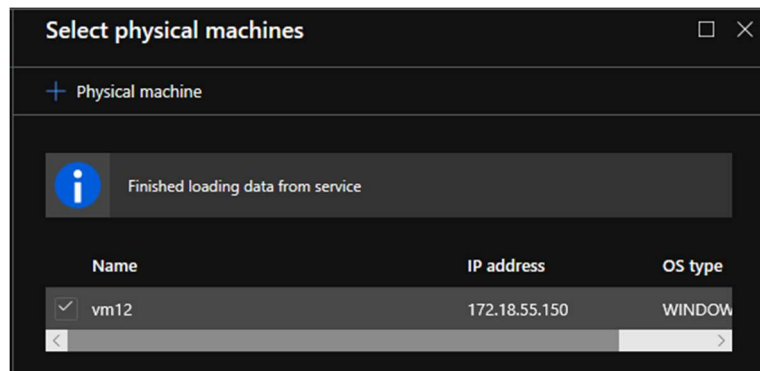 Select physical machines
Physical machine
Finished loading data from service
Name IP address OS type
vm12 172.18.55.150 WINDOW